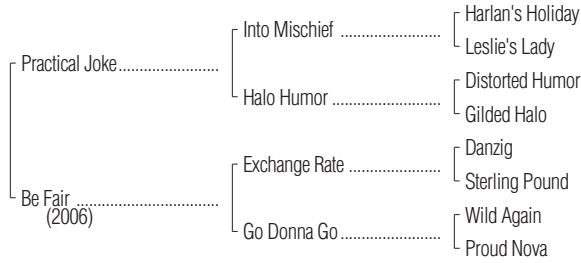 Harlan's Holiday
Into Mischief ........................
Leslie's Lady
Practical Joke........................
Distorted Humor
Halo Humor ..........................
Gilded Halo
Danzig
Exchange Rate ......................
Sterling Pound
Be Fair ..................................
(2006)
Wild Again
Go Donna Go........................
Proud Nova